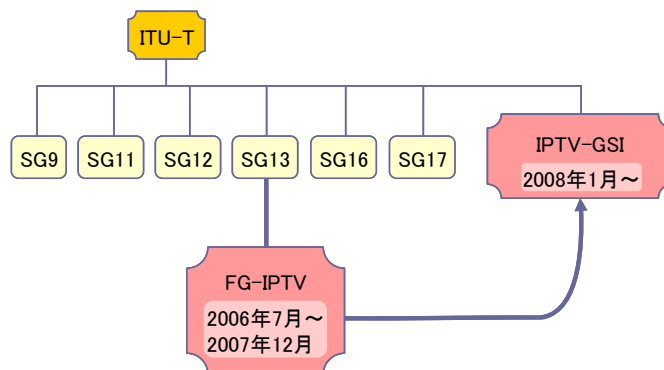 ITU-T
SG9
SG11
SG12
SG13
SG16
SG17
IPTV-GSI
2008年1月～
FG-IPTV
2006年7月～
2007年12月